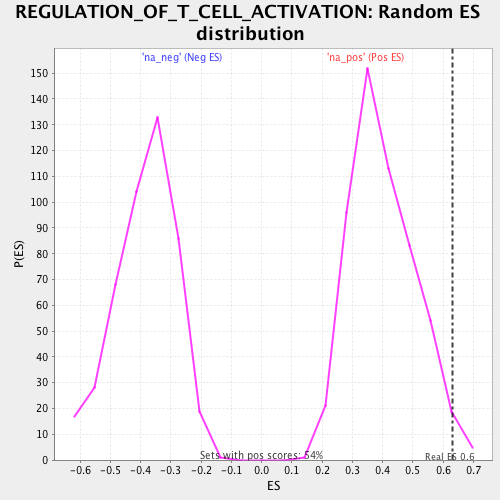 REGULATION_OF_T_CELL_ACTIVATION: Random ES
distribution
'na_neg' (Neg ES)
'na_pos' (Pos ES)
P(ES)
150
140
130
120
110
100
90
80
70
60
50
40
30
20
10
0
Sets with pos scores: 54%
Real ES 0.6
-0.6 -0.5 -0.4 -0.3 -0.2 -0.1 0.0 0.1 0.2 0.3 0.4 0.5 0.6 0.7
ES